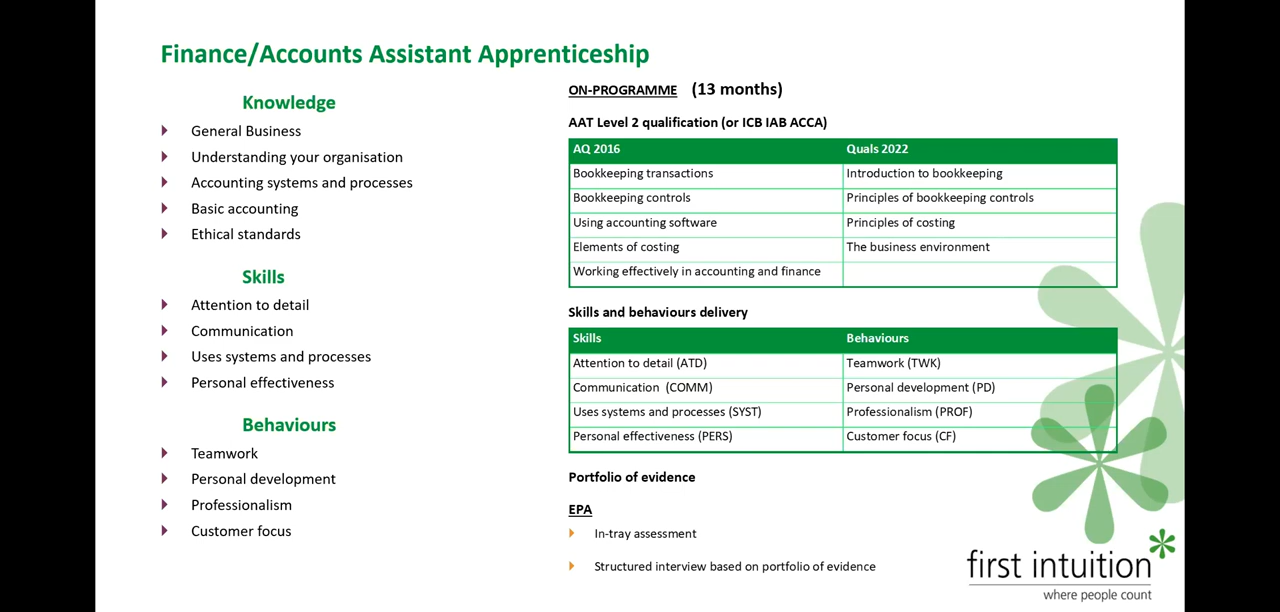 Finance/Accounts Assistant Apprenticeship
Knowledge
General Business
Understanding your organisation
Accounting systems and processes
Basic accounting
Ethical standards
Skills
Attention to detail
Communication
Uses systems and processes
Personal effectiveness
Behaviours
Teamwork
Personal development
Professionalism
Customer focus
ON-PROGRAMME (13 months)
AAT Level 2 qualification (or ICB IAB ACCA)
AQ 2016 Quals 2022
Bookkeeping transactions Introduction to bookkeeping
Bookkeeping controls Principles of bookkeeping controls
Using accounting software Principles of costing
Elements of costing The business environment
Working effectively in accounting and finance
Skills and behaviours delivery
Skills Behaviours
Attention to detail (ATD) Teamwork (TWK)
Communication (COMM) Personal development (PD)
Uses systems and processes (SYST) Professionalism (PROF)
Personal effectiveness (PERS) Customer focus (CF)
Portfolio of evidence
EPA
In-tray assessment
Structured interview based on portfolio of evidence
first intuition
where people count